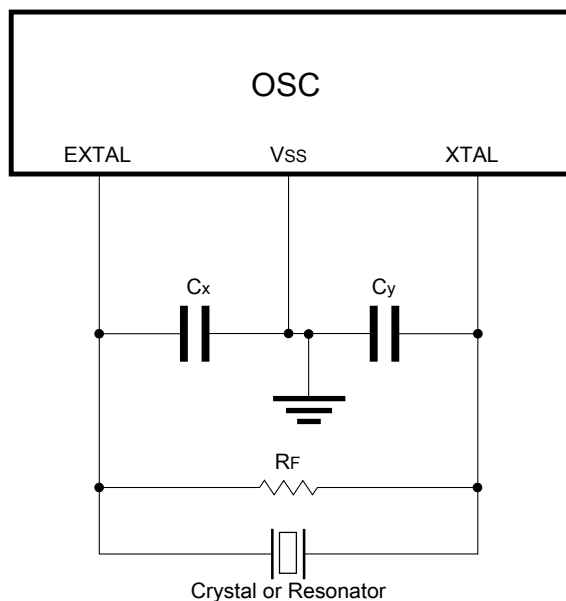 OSC
EXTAL VSS XTAL
Cx Cy
RF
Crystal or Resonator